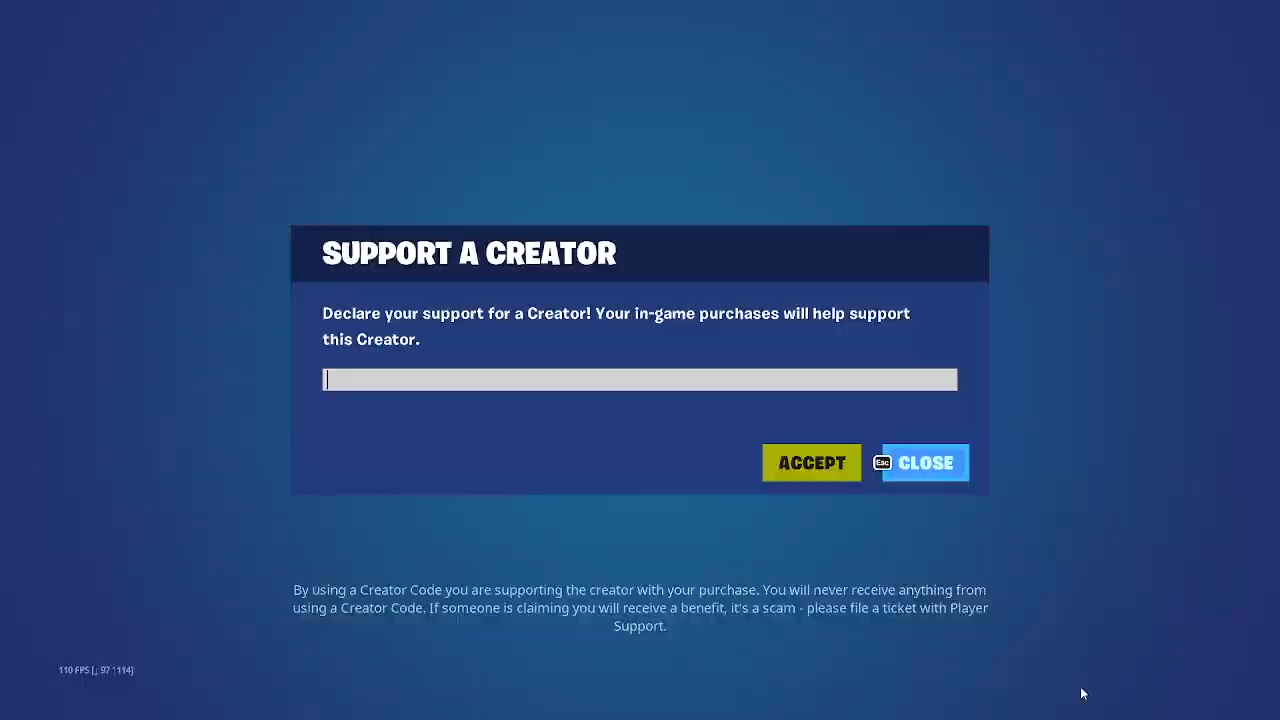 SUPPORT A CREATOR
Declare your support for a Creator! Your in-game purchases will help support
this Creator.
ACCEPT
Esc CLOSE
By using a Creator Code you are supporting the creator with your purchase. You will never receive anything from
using a Creator Code. If someone is claiming you will receive a benefit, it's a scam - please file a ticket with Player
Support.
110 FPS [↓ 97 ↑114]